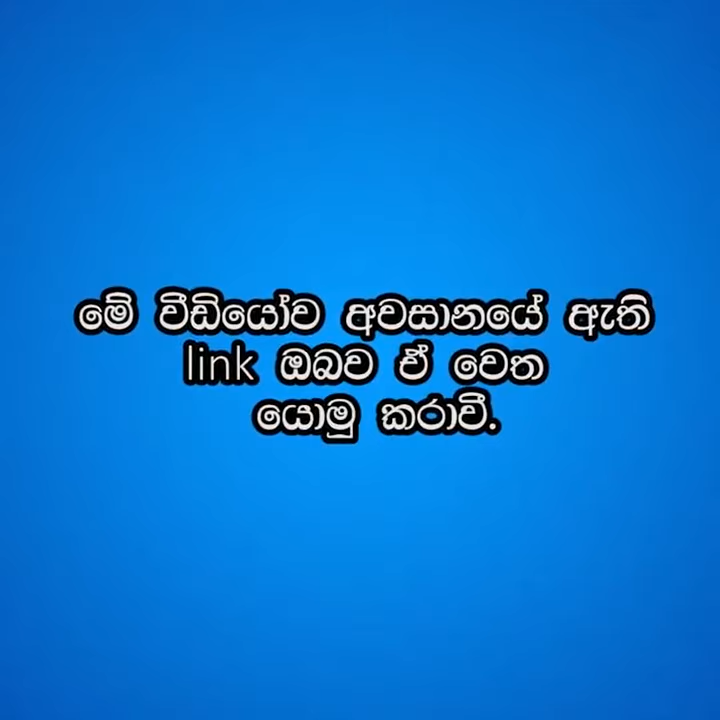 මේ වීඩියෝව අවසානයේ ඇති
link ඔබව ඒ වෙත
යොමු කරාවී.